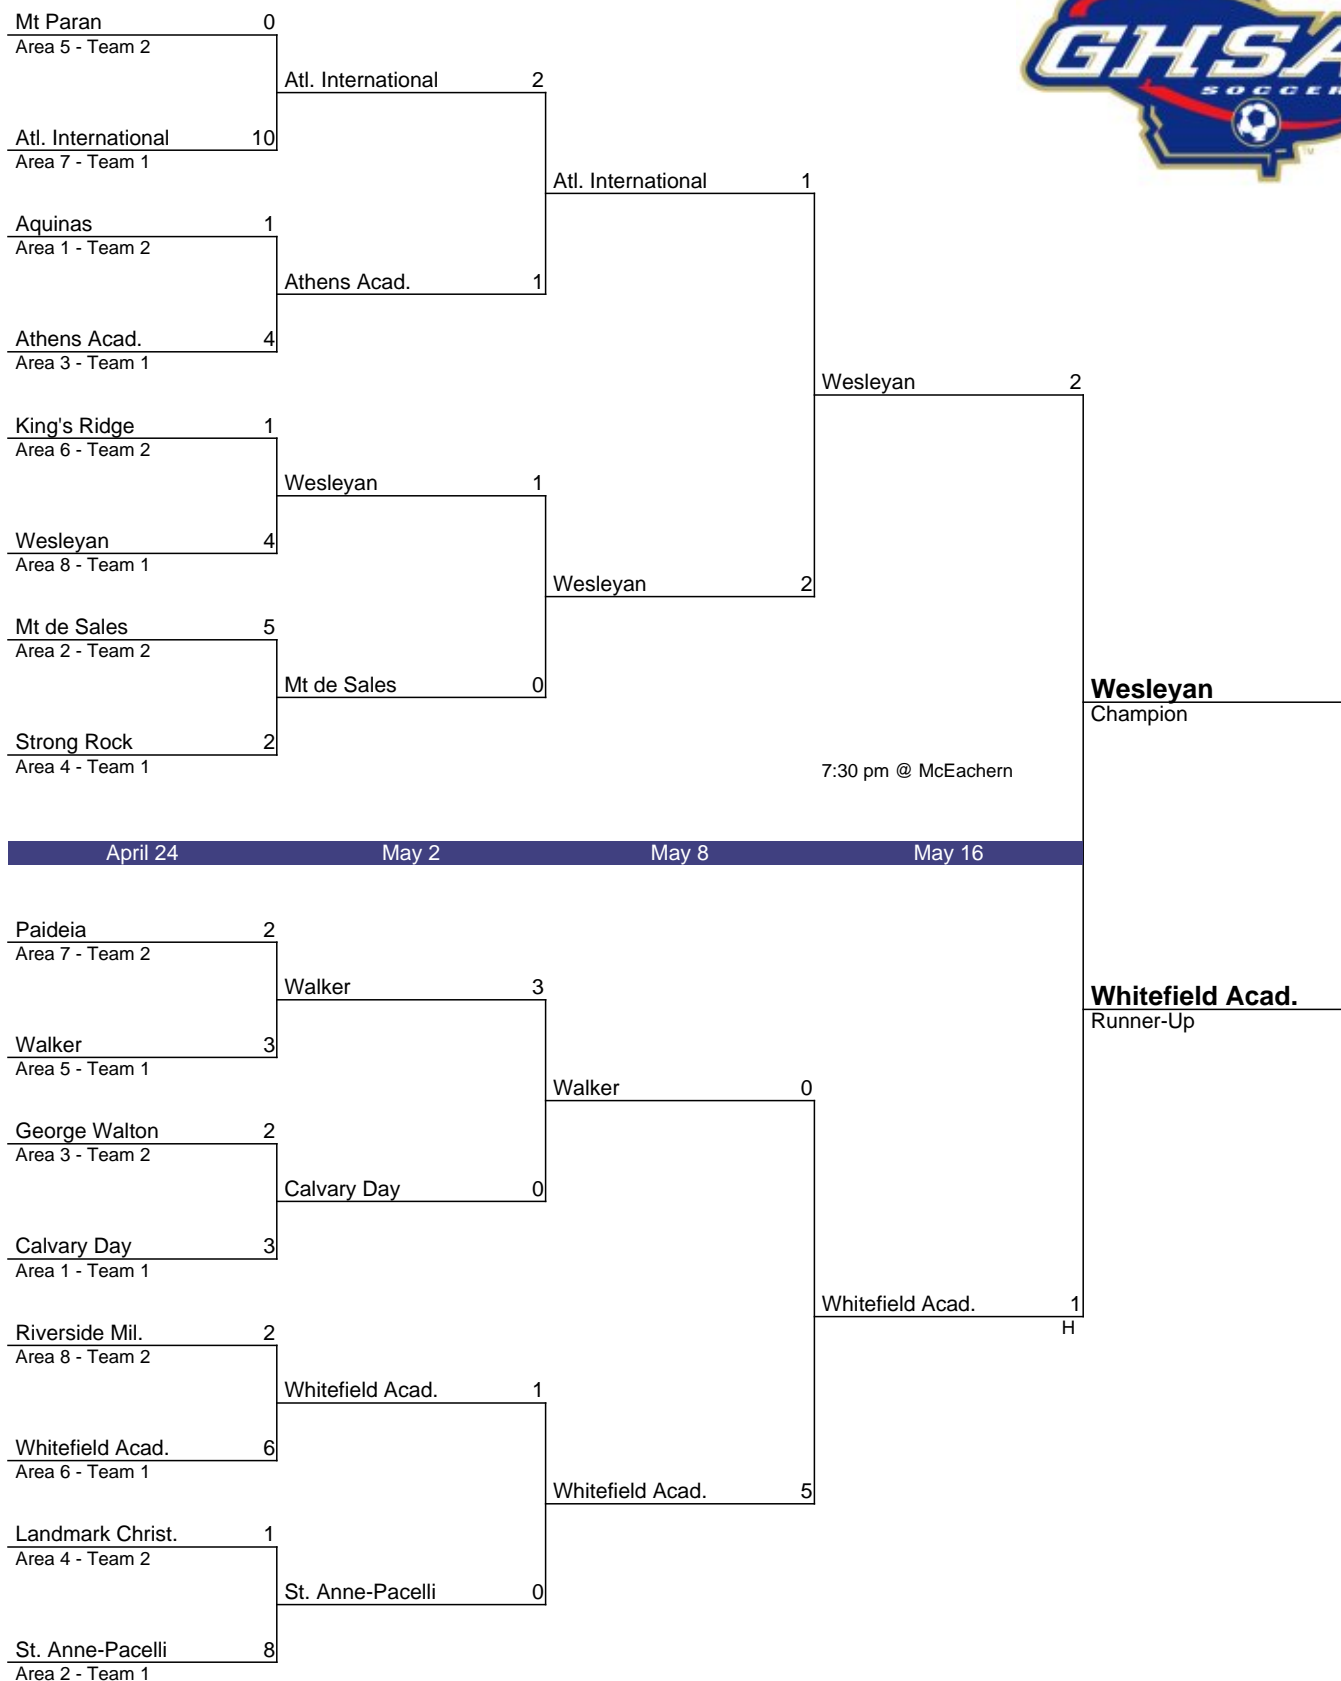 Mt Paran 0
Area 5 - Team 2
Atl. International 2
Atl. International 10
Area 7 - Team 1
Atl. International 1
Aquinas 1
Area 1 - Team 2
Athens Acad. 1
Athens Acad. 4
Area 3 - Team 1
Wesleyan 2
King's Ridge 1
Area 6 - Team 2
Wesleyan 1
Wesleyan 4
Area 8 - Team 1
Wesleyan 2
Mt de Sales 5
Area 2 - Team 2
Mt de Sales 0
Wesleyan
Champion
Strong Rock 2
Area 4 - Team 1
7:30 pm @ McEachern
April 24 May 2 May 8 May 16
Paideia 2
Area 7 - Team 2
Walker 3
Whitefield Acad.
Runner-Up
Walker 3
Area 5 - Team 1
Walker 0
George Walton 2
Area 3 - Team 2
Calvary Day 0
Calvary Day 3
Area 1 - Team 1
Whitefield Acad. 1
H
Riverside Mil. 2
Area 8 - Team 2
Whitefield Acad. 1
Whitefield Acad. 6
Area 6 - Team 1
Whitefield Acad. 5
Landmark Christ. 1
Area 4 - Team 2
St. Anne-Pacelli 0
St. Anne-Pacelli 8
Area 2 - Team 1
GHSA
SOCCER
TM